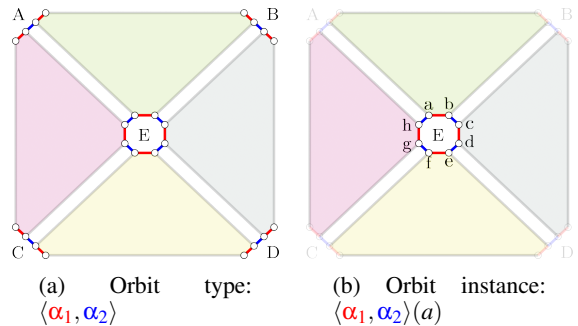 A B A B
a b
h c
E E
g d
f e
C D C D
(a) Orbit type: (b) Orbit instance:
⟨α₁, α₂⟩ ⟨α₁, α₂⟩(a)